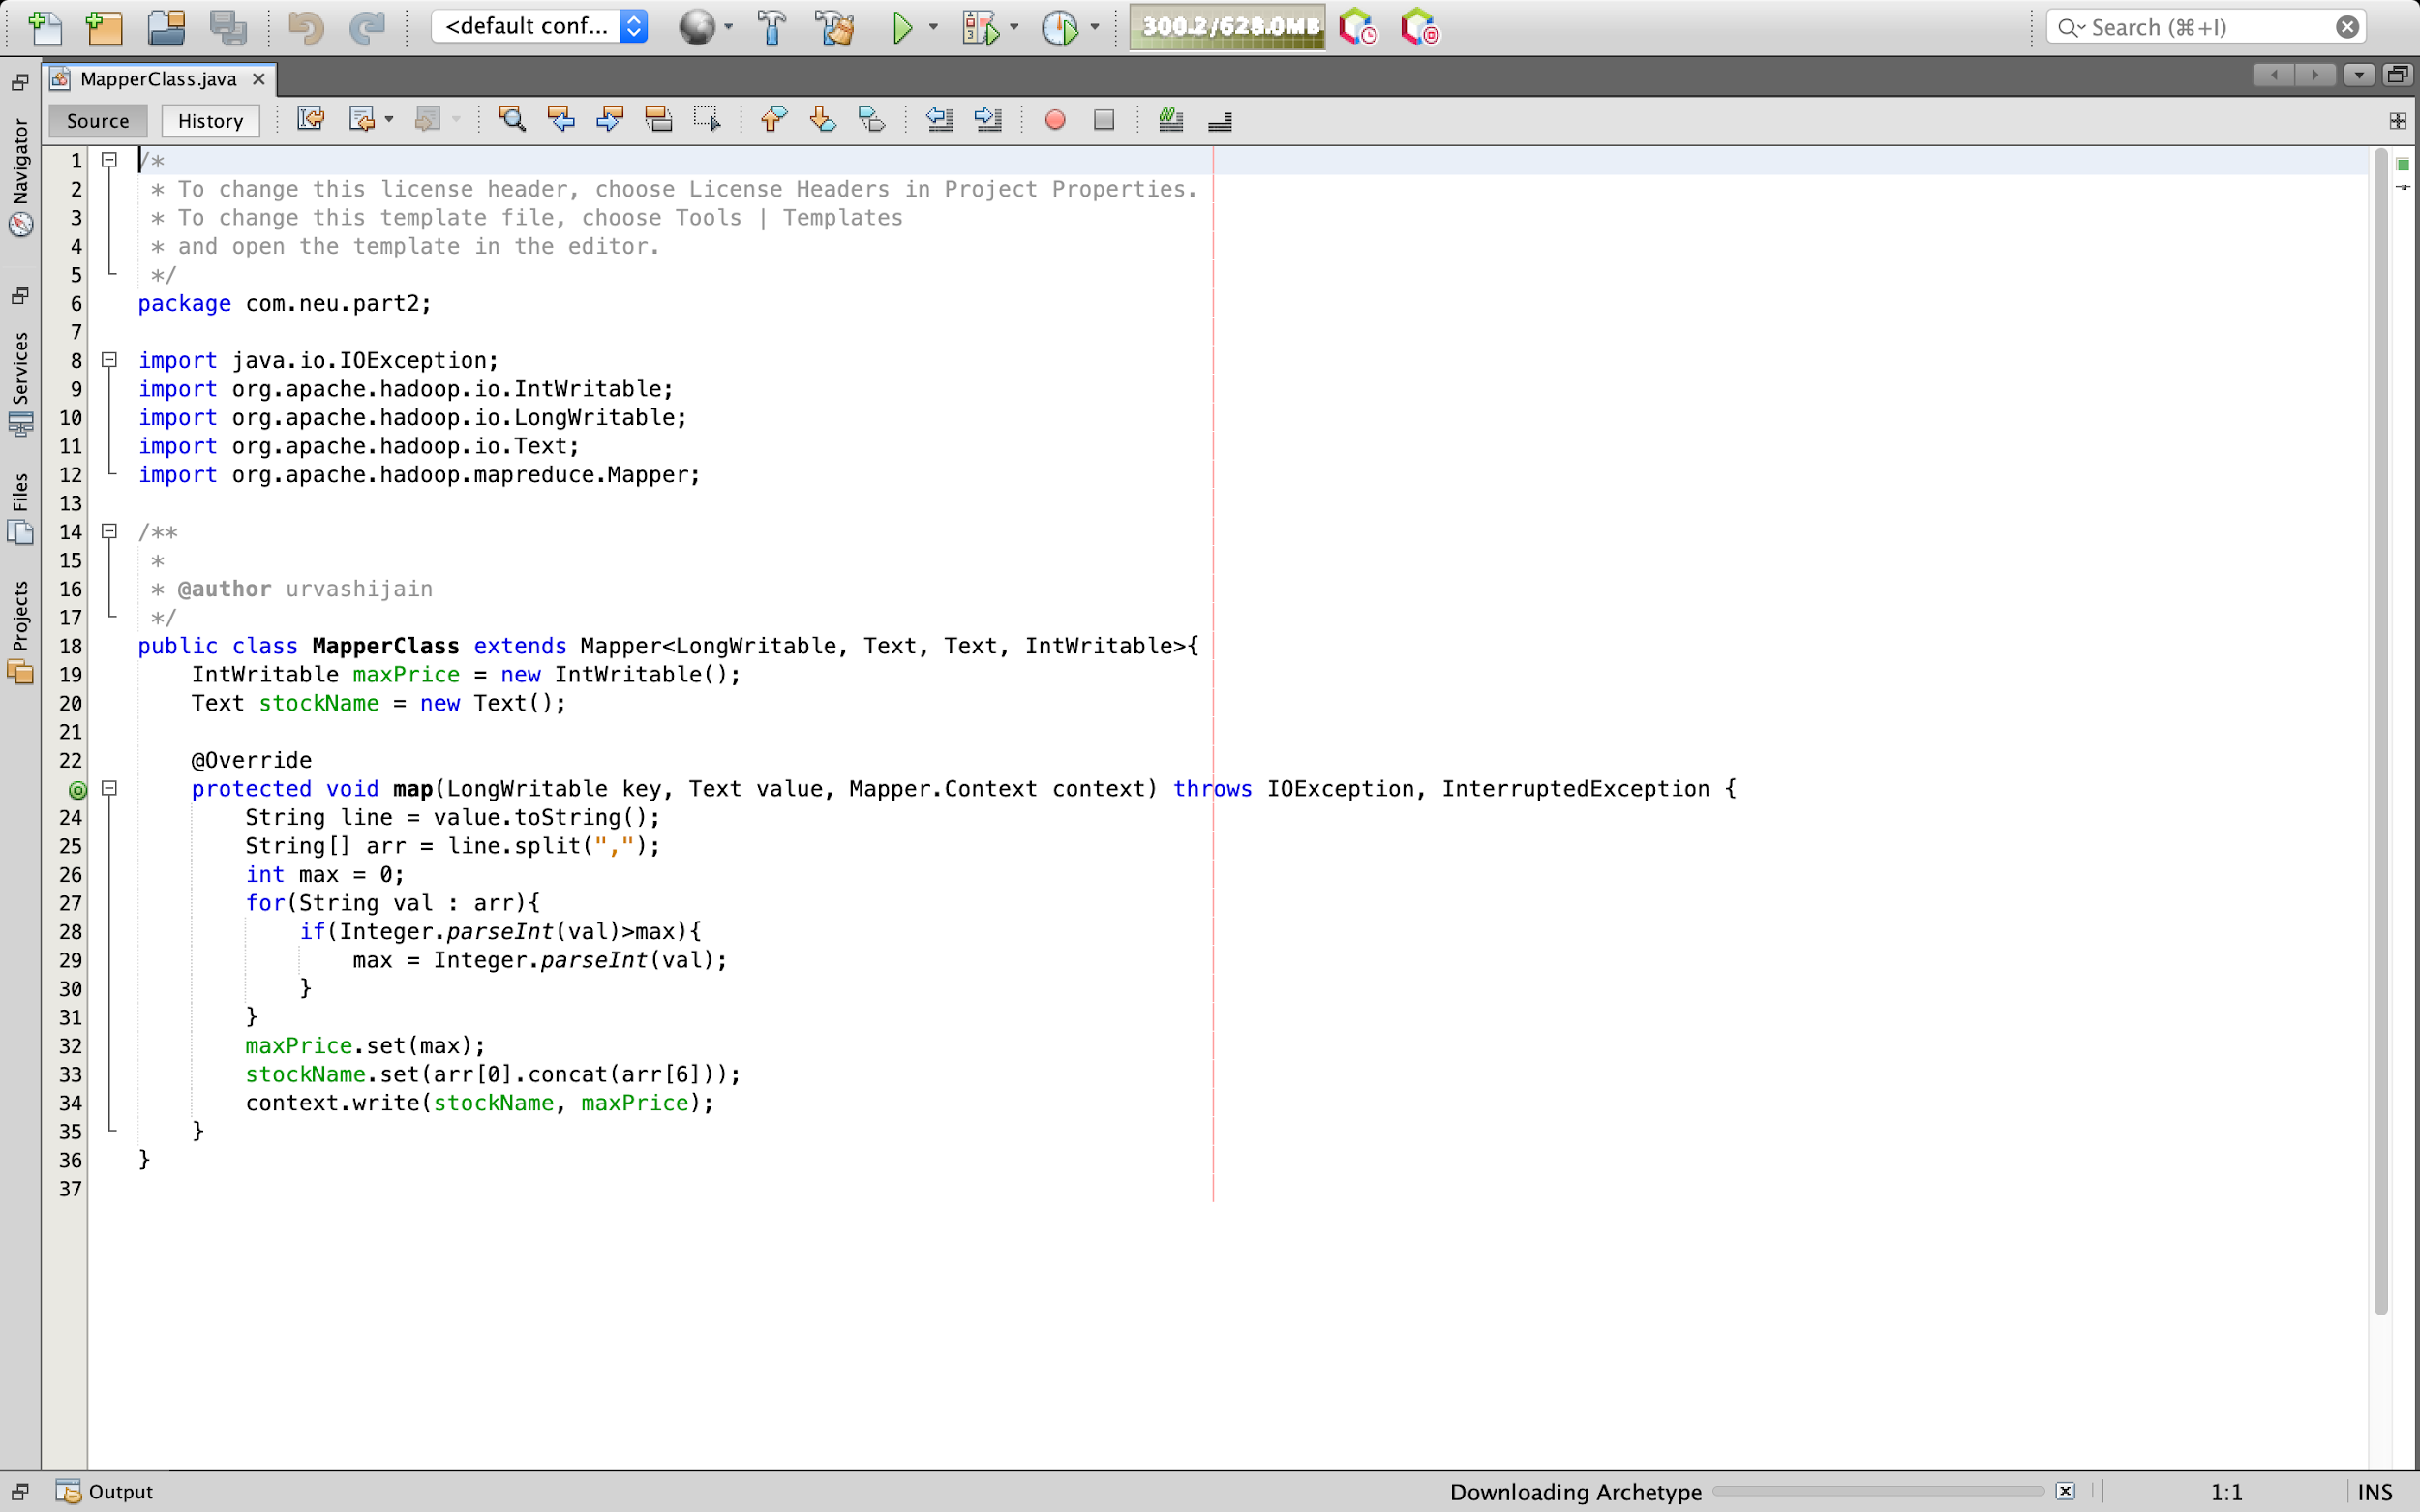 <default conf...
300.2/628.0MB
Search (⌘+I)
MapperClass.java
Source
History
Navigator
Services
Files
Projects
1 /*
2  * To change this license header, choose License Headers in Project Properties.
3  * To change this template file, choose Tools | Templates
4  * and open the template in the editor.
5  */
6 package com.neu.part2;
7
8 import java.io.IOException;
9 import org.apache.hadoop.io.IntWritable;
10 import org.apache.hadoop.io.LongWritable;
11 import org.apache.hadoop.io.Text;
12 import org.apache.hadoop.mapreduce.Mapper;
13
14 /**
15  *
16  * @author urvashijain
17  */
18 public class MapperClass extends Mapper<LongWritable, Text, Text, IntWritable>{
19     IntWritable maxPrice = new IntWritable();
20     Text stockName = new Text();
21
22     @Override
    protected void map(LongWritable key, Text value, Mapper.Context context) throws IOException, InterruptedException {
24         String line = value.toString();
25         String[] arr = line.split(",");
26         int max = 0;
27         for(String val : arr){
28             if(Integer.parseInt(val)>max){
29                 max = Integer.parseInt(val);
30             }
31         }
32         maxPrice.set(max);
33         stockName.set(arr[0].concat(arr[6]));
34         context.write(stockName, maxPrice);
35     }
36 }
37
Output
Downloading Archetype
1:1
INS